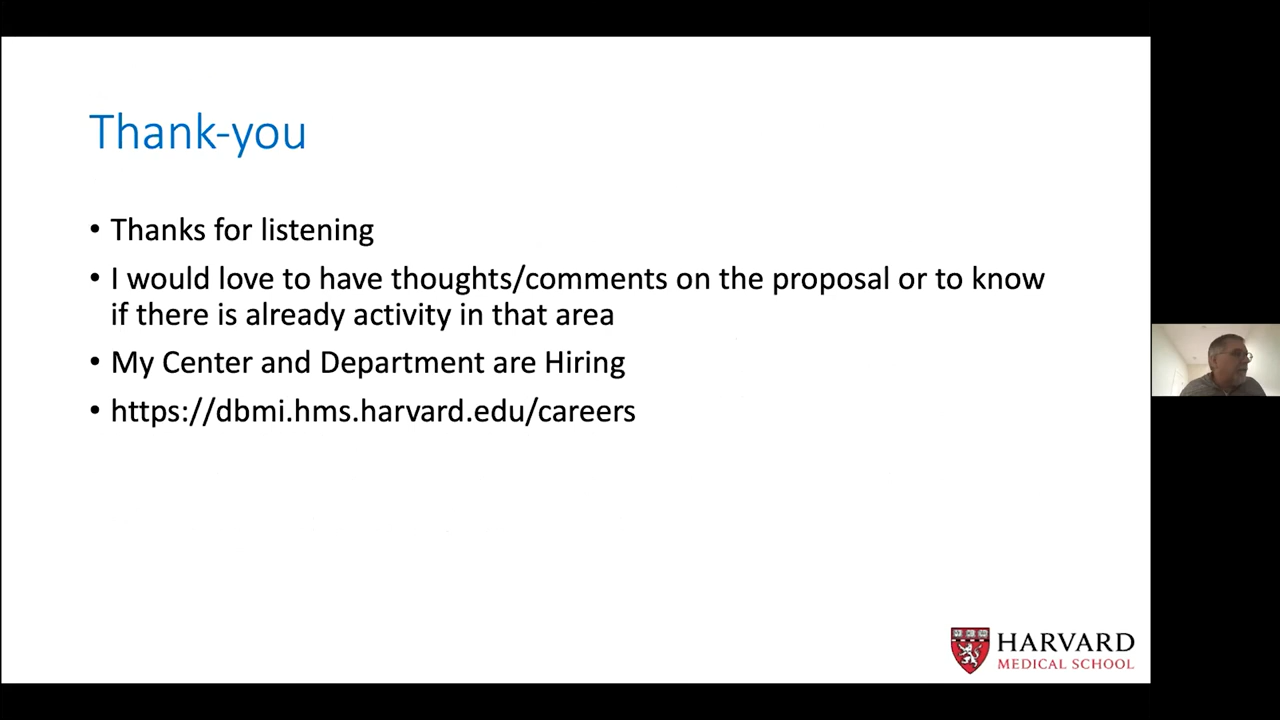 Thank-you
• Thanks for listening
• I would love to have thoughts/comments on the proposal or to know
if there is already activity in that area
• My Center and Department are Hiring
• https://dbmi.hms.harvard.edu/careers
HARVARD
MEDICAL SCHOOL